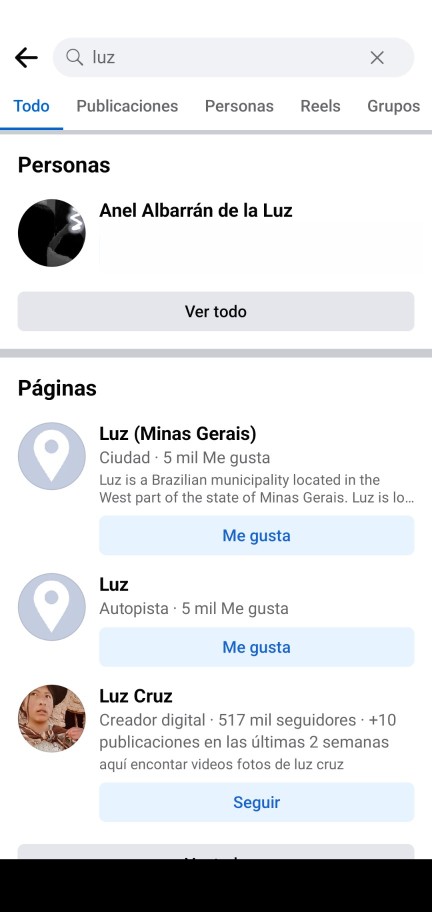 luz
Todo
Publicaciones
Personas
Reels
Grupos
Personas
Anel Albarrán de la Luz
Ver todo
Páginas
Luz (Minas Gerais)
Ciudad · 5 mil Me gusta
Luz is a Brazilian municipality located in the
West part of the state of Minas Gerais. Luz is lo...
Me gusta
Luz
Autopista · 5 mil Me gusta
Me gusta
Luz Cruz
Creador digital · 517 mil seguidores · +10
publicaciones en las últimas 2 semanas
aquí encontar videos fotos de luz cruz
Seguir